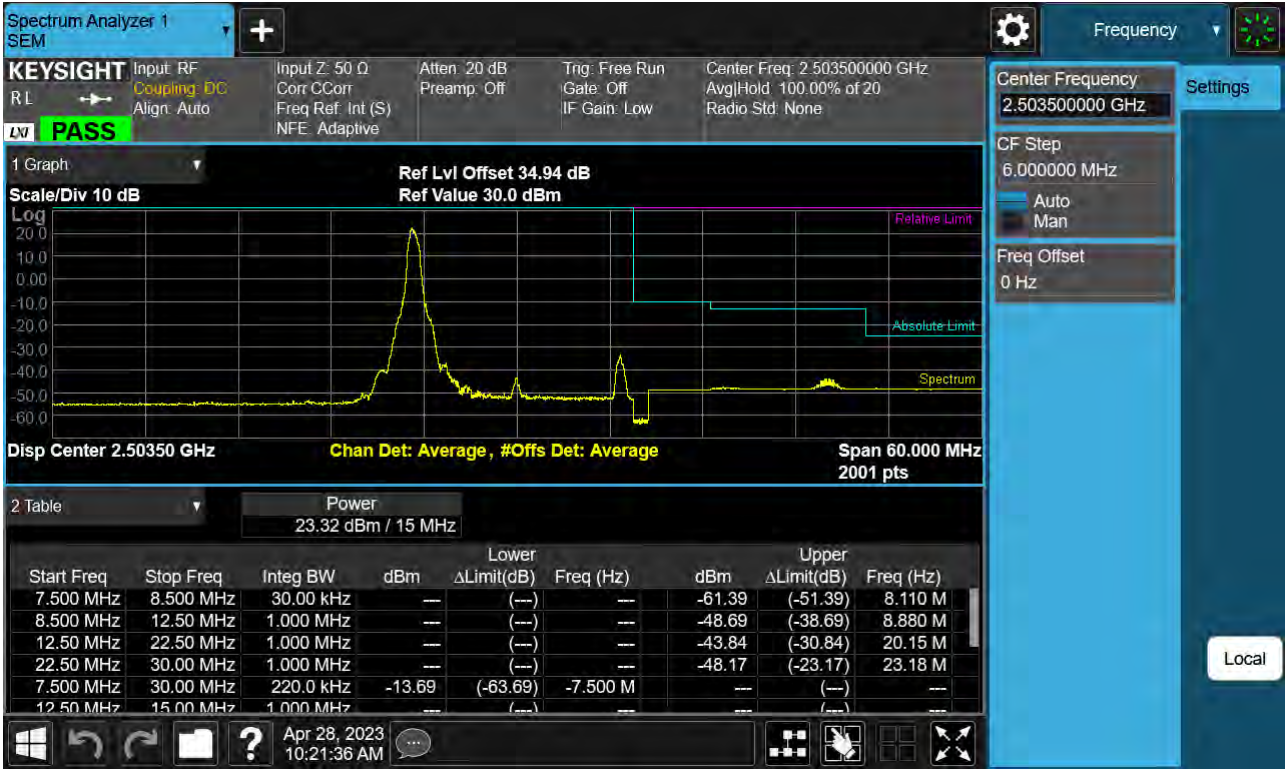 Spectrum Analyzer 1
SEM
Frequency
KEYSIGHT
R L
LXI PASS
Input: RF
Coupling: DC
Align: Auto
Input Z: 50 Ω
Corr CCorr
Freq Ref: Int (S)
NFE: Adaptive
Atten: 20 dB
Preamp: Off
Trig: Free Run
Gate: Off
IF Gain: Low
Center Freq: 2.503500000 GHz
Avg|Hold: 100.00% of 20
Radio Std: None
Center Frequency
2.503500000 GHz
Settings
CF Step
6.000000 MHz
Auto
Man
Freq Offset
0 Hz
Local
1 Graph
Scale/Div 10 dB
Ref Lvl Offset 34.94 dB
Ref Value 30.0 dBm
Log
20.0
10.0
0.00
-10.0
-20.0
-30.0
-40.0
-50.0
-60.0
Relative Limit
Absolute Limit
Spectrum
Disp Center 2.50350 GHz
Chan Det: Average, #Offs Det: Average
Span 60.000 MHz
2001 pts
2 Table
Power
23.32 dBm / 15 MHz
Lower Upper
Start Freq Stop Freq Integ BW dBm ΔLimit(dB) Freq (Hz) dBm ΔLimit(dB) Freq (Hz)
7.500 MHz 8.500 MHz 30.00 kHz --- (---) --- -61.39 (-51.39) 8.110 M
8.500 MHz 12.50 MHz 1.000 MHz --- (---) --- -48.69 (-38.69) 8.880 M
12.50 MHz 22.50 MHz 1.000 MHz --- (---) --- -43.84 (-30.84) 20.15 M
22.50 MHz 30.00 MHz 1.000 MHz --- (---) --- -48.17 (-23.17) 23.18 M
7.500 MHz 30.00 MHz 220.0 kHz -13.69 (-63.69) -7.500 M --- (---) ---
12.50 MHz 15.00 MHz 1.000 MHz --- (---) --- --- (---) ---
Apr 28, 2023
10:21:36 AM